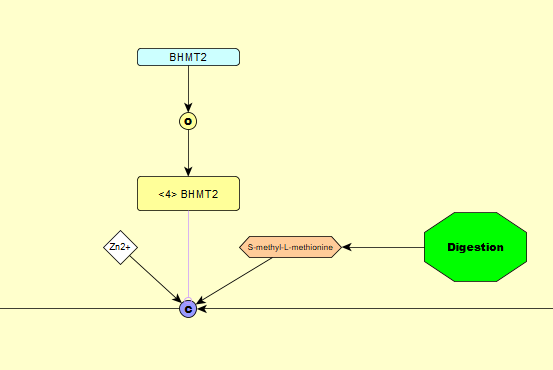 BHMT2
o
<4> BHMT2
Zn2+
S-methyl-L-methionine
Digestion
c